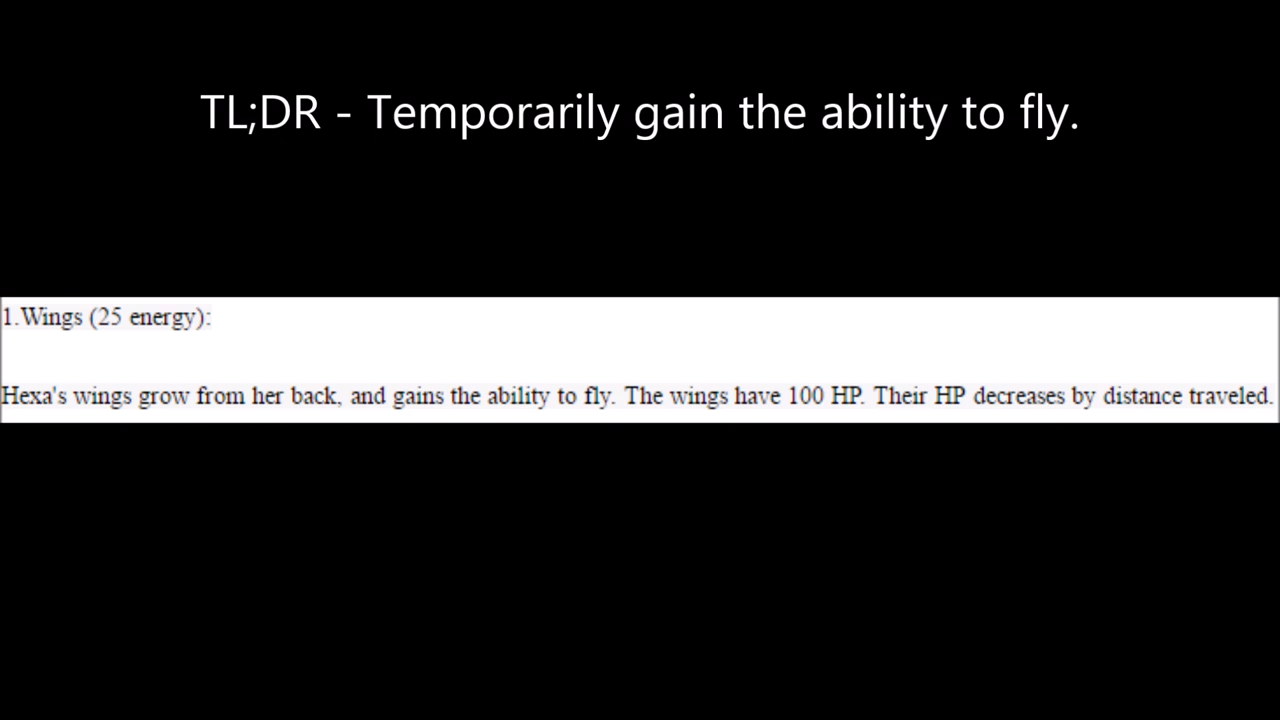 TL;DR - Temporarily gain the ability to fly.
1.Wings (25 energy):
Hexa's wings grow from her back, and gains the ability to fly. The wings have 100 HP. Their HP decreases by distance traveled.